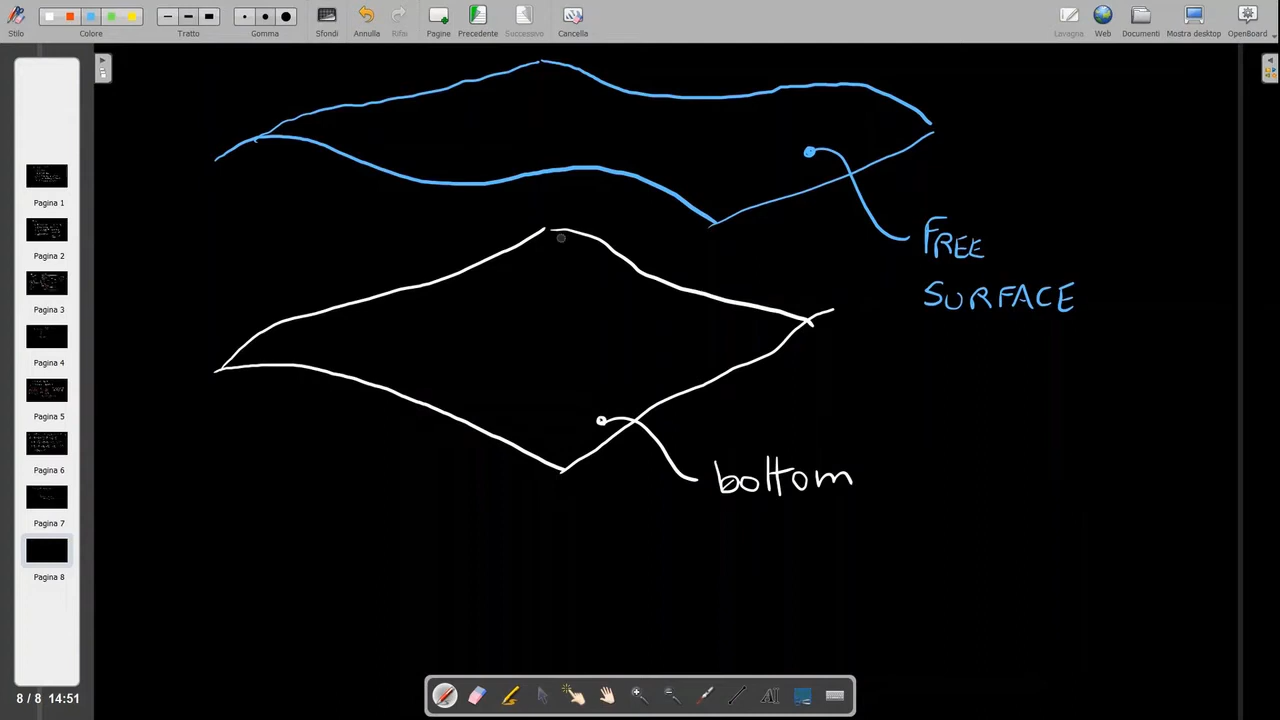 Stilo
Colore
Tratto
Gomma
Sfondi
Annulla
Rifai
Pagine
Precedente
Successivo
Cancella
Lavagna
Web
Documenti
Mostra desktop
OpenBoard
Pagina 1
Pagina 2
Pagina 3
Pagina 4
Pagina 5
Pagina 6
Pagina 7
Pagina 8
8 / 8 14:51
FREE
SURFACE
bottom
AI